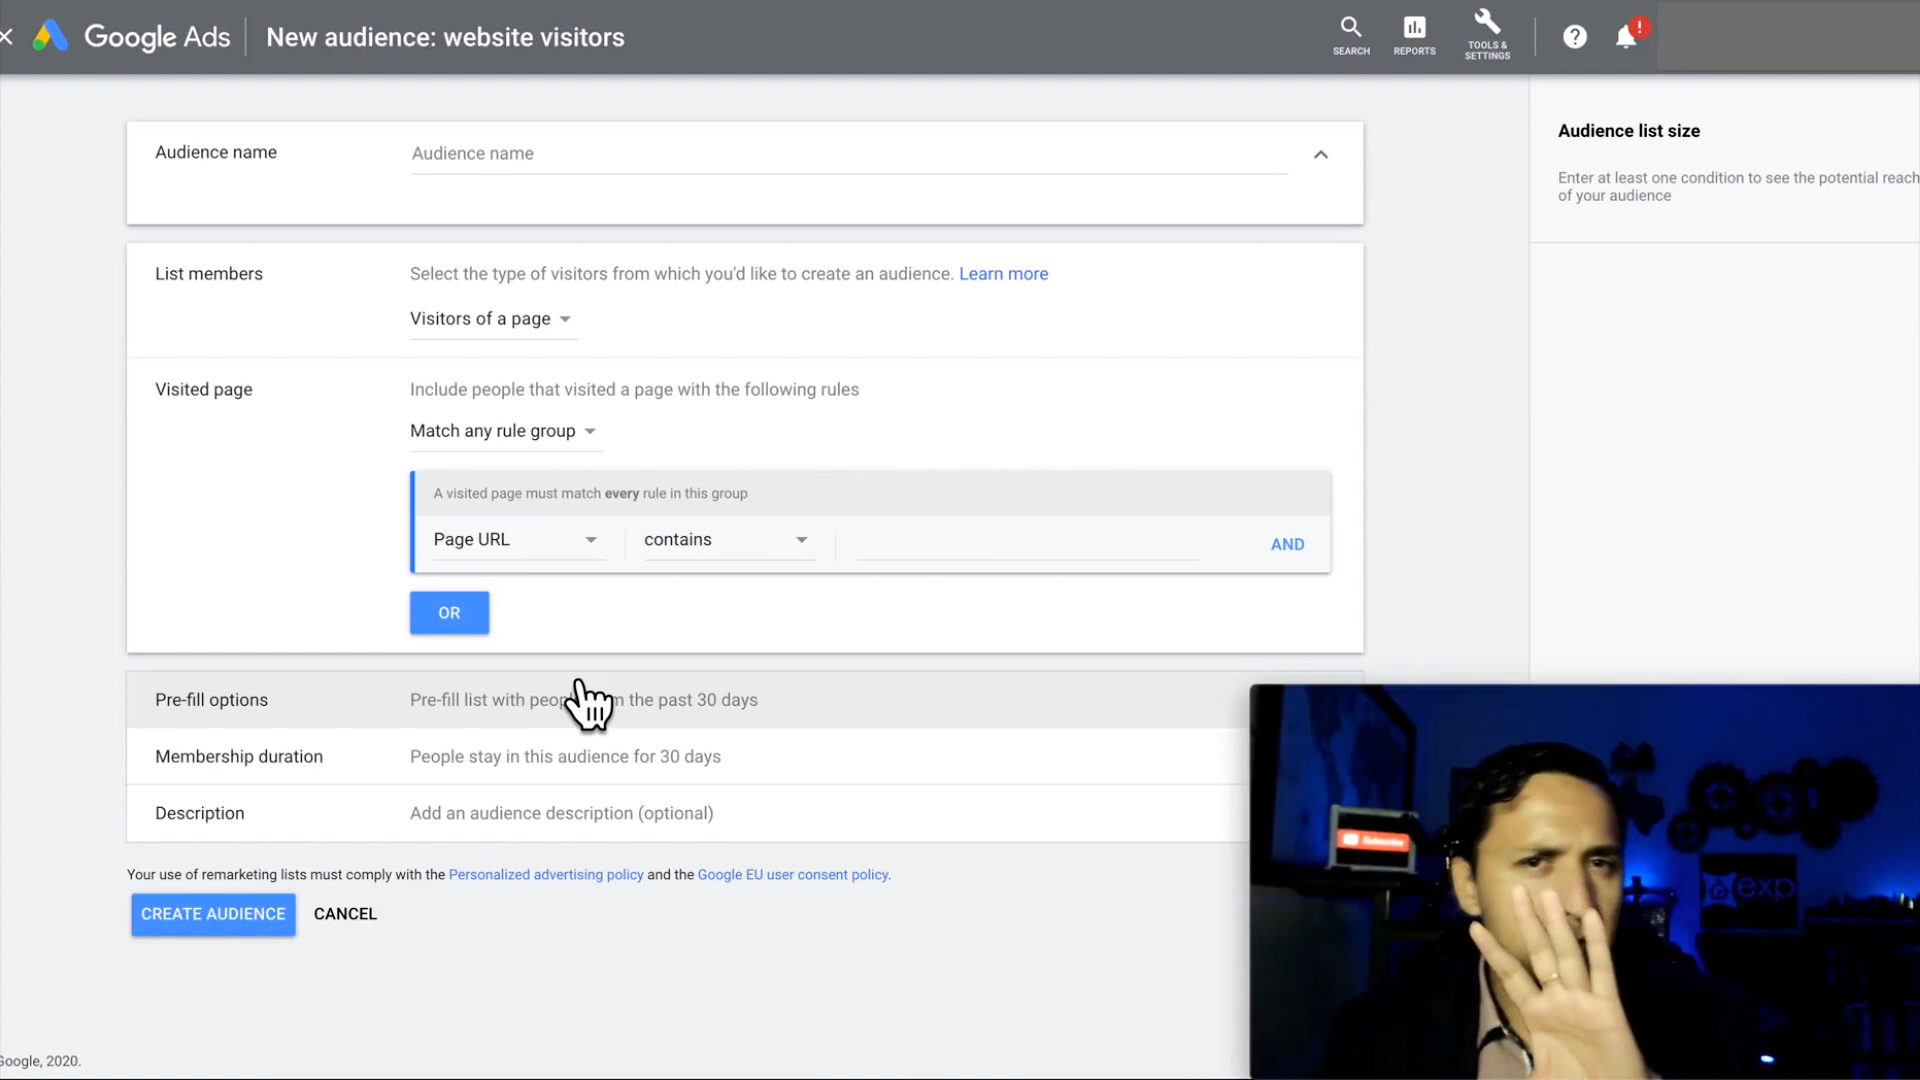 Google Ads
New audience: website visitors
SEARCH
REPORTS
TOOLS &
SETTINGS
!
Audience name
Audience name
Audience list size
Enter at least one condition to see the potential reach
of your audience
List members
Select the type of visitors from which you'd like to create an audience. Learn more
Visitors of a page
Visited page
Include people that visited a page with the following rules
Match any rule group
A visited page must match every rule in this group
Page URL
contains
AND
OR
Pre-fill options
Pre-fill list with the past 30 days
Membership duration
People stay in this audience for 30 days
Description
Add an audience description (optional)
Your use of remarketing lists must comply with the Personalized advertising policy and the Google EU user consent policy.
CREATE AUDIENCE
CANCEL
Subscribe
exp
Google, 2020.